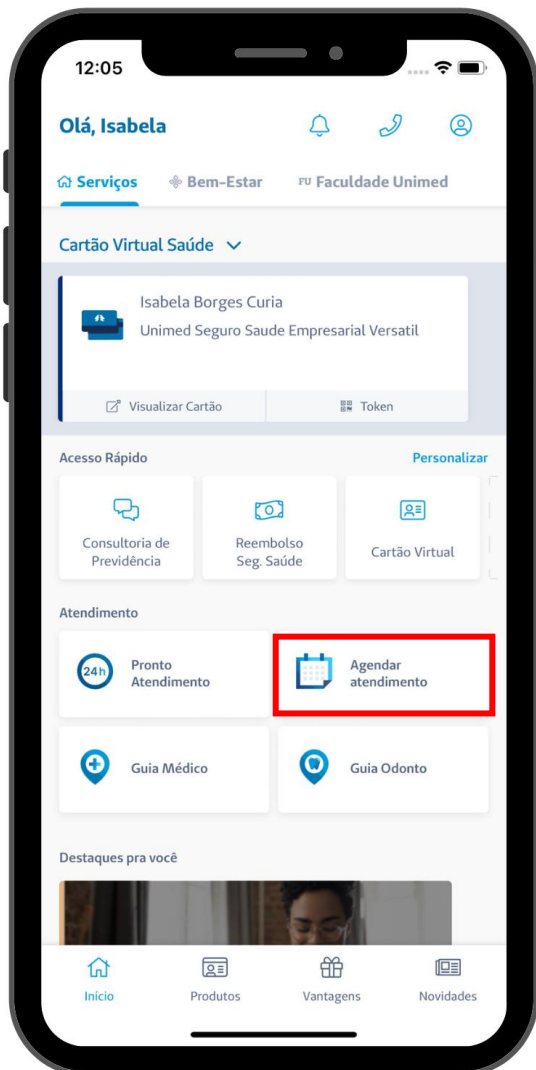 12:05
Olá, Isabela
Serviços
Bem-Estar
FU Faculdade Unimed
Cartão Virtual Saúde
Isabela Borges Curia
Unimed Seguro Saude Empresarial Versatil
Visualizar Cartão
Token
Acesso Rápido
Personalizar
Consultoria de
Previdência
Reembolso
Seg. Saúde
Cartão Virtual
Atendimento
24h
Pronto
Atendimento
Agendar
atendimento
Guia Médico
Guia Odonto
Destaques pra você
Início
Produtos
Vantagens
Novidades